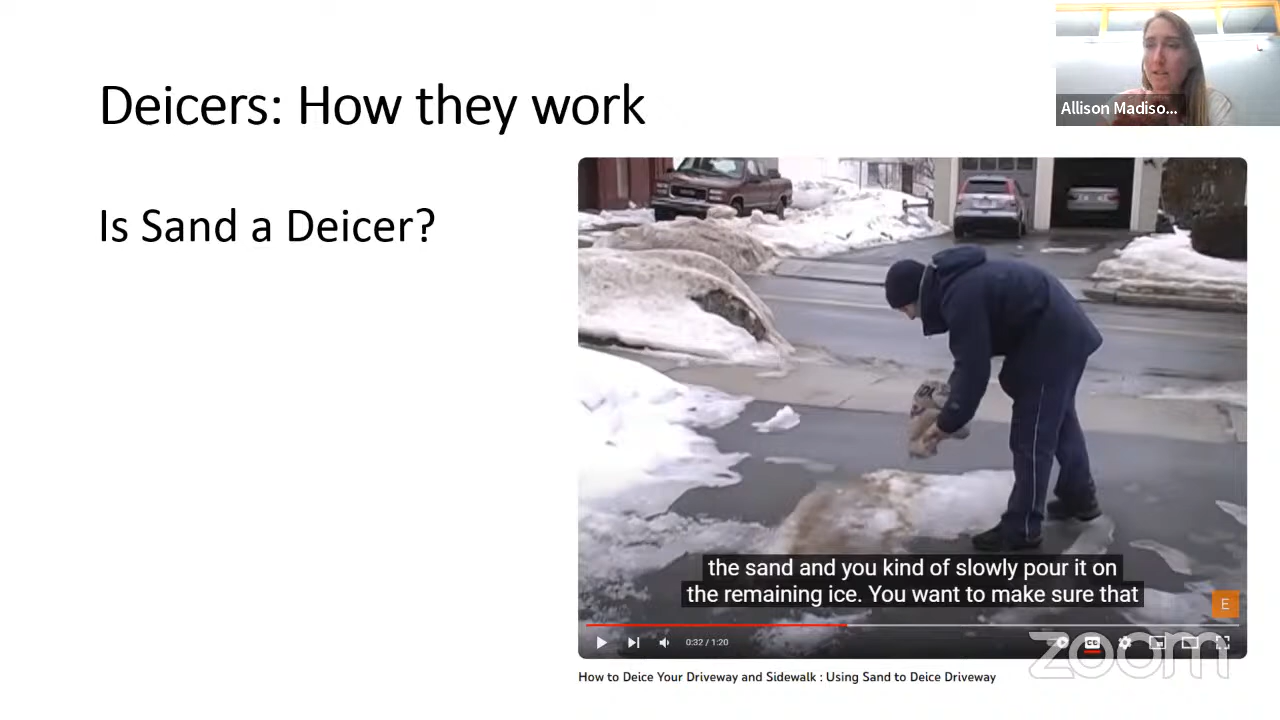 Deicers: How they work
Allison Madiso...
Is Sand a Deicer?
the sand and you kind of slowly pour it on
the remaining ice. You want to make sure that
E
0:32 / 1:20
CC
zoom
How to Deice Your Driveway and Sidewalk : Using Sand to Deice Driveway